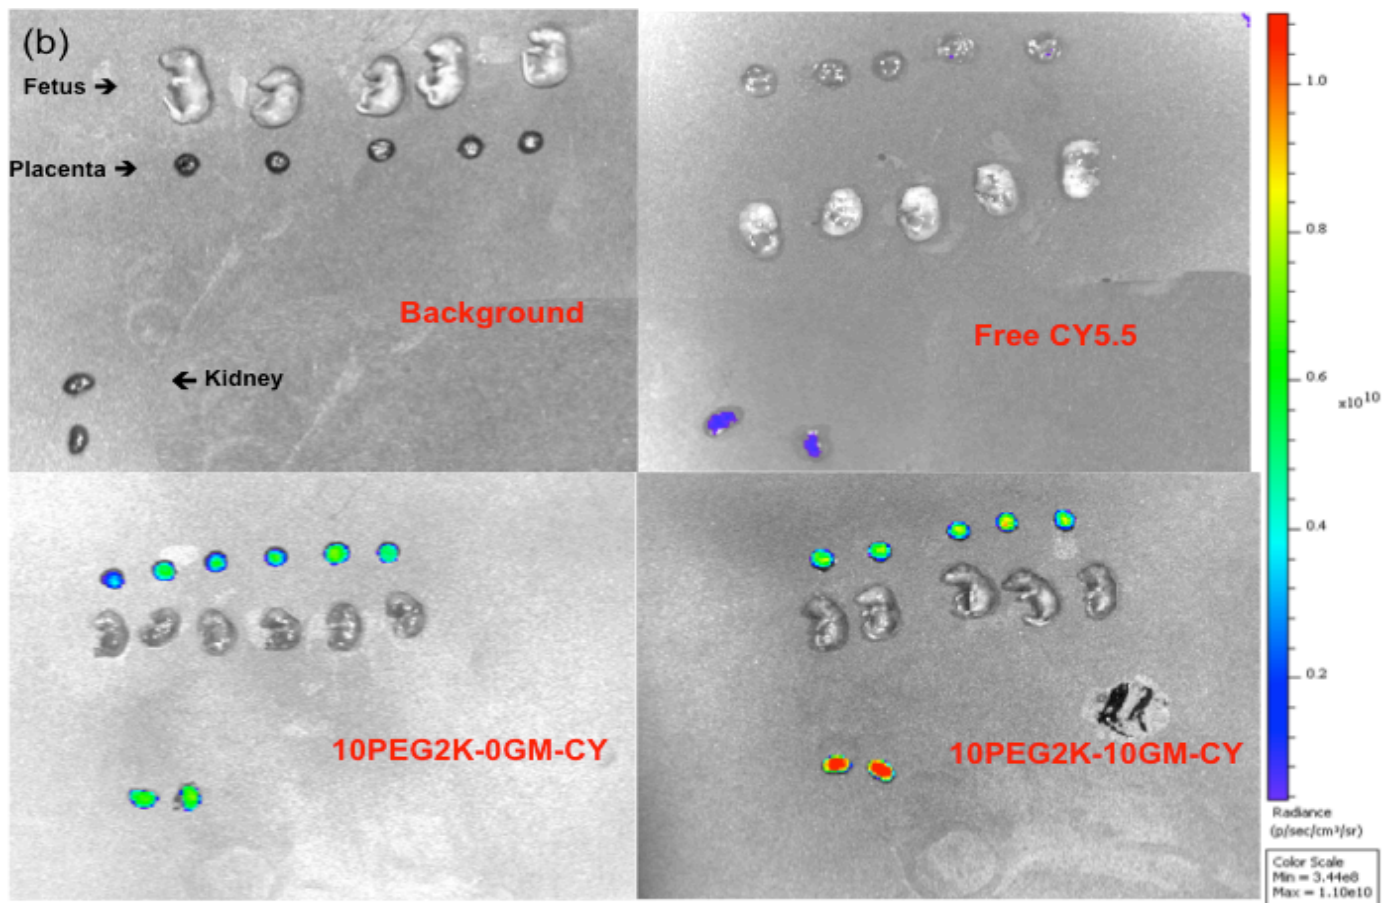 (b)
Fetus →
Placenta →
Background
← Kidney
Free CY5.5
10PEG2K-0GM-CY
10PEG2K-10GM-CY
1.0
0.8
0.6
x10¹⁰
0.4
0.2
Radiance
(p/sec/cm²/sr)
Color Scale
Min = 3.44e8
Max = 1.10e10